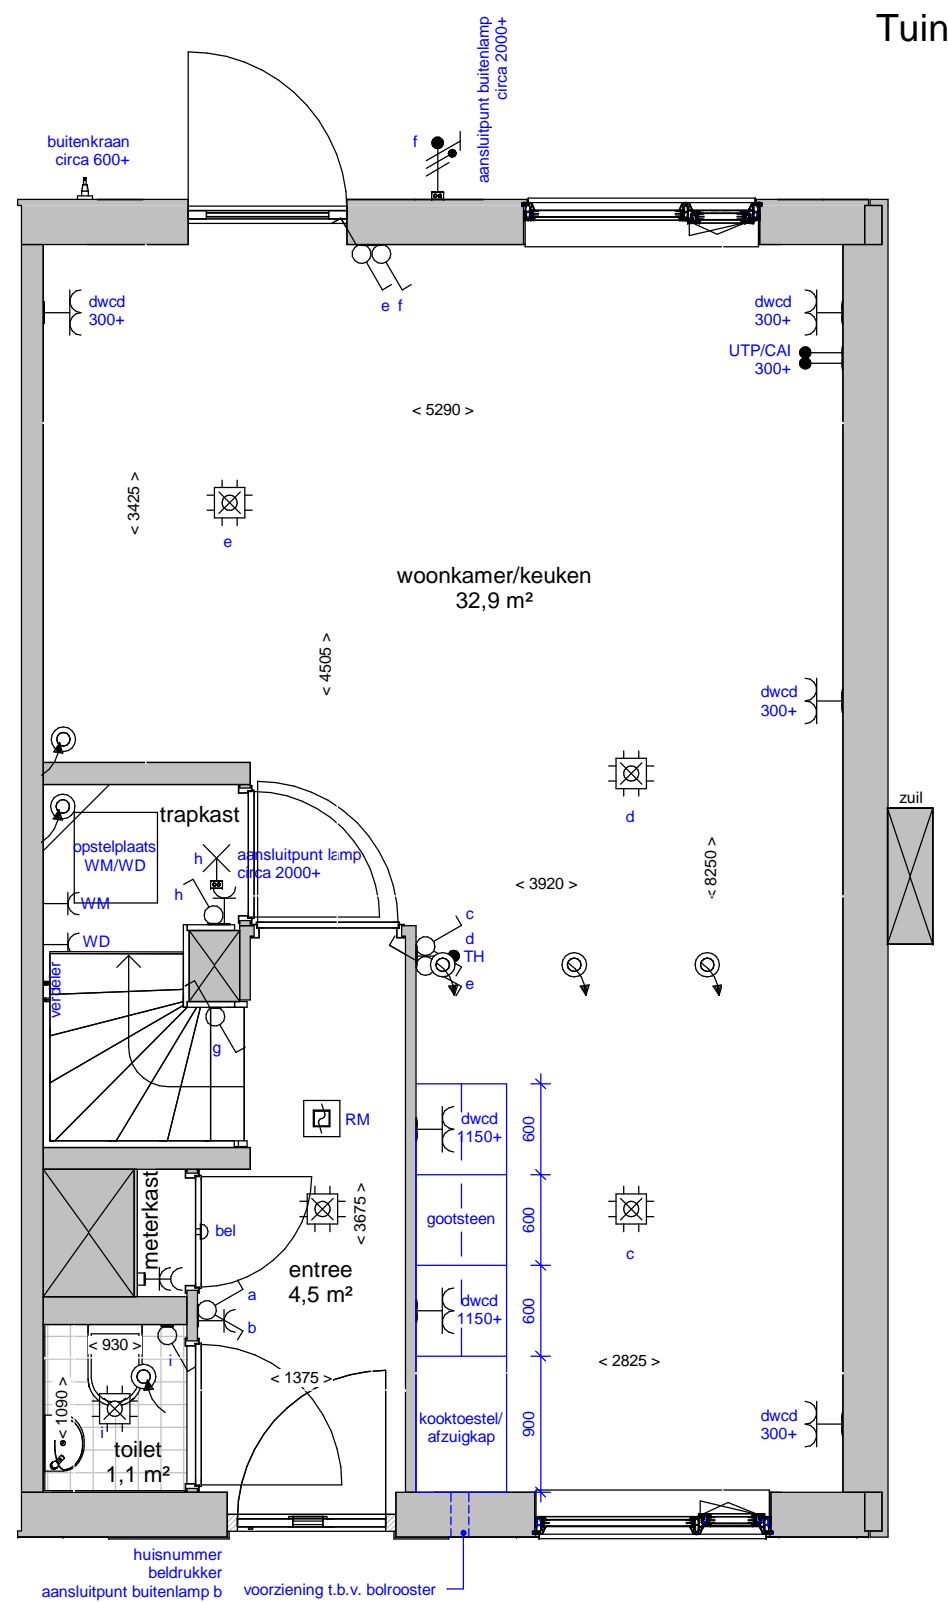 Tuin
aansluitpunt buitenlamp
circa 2000+
buitenkraan
circa 600+
f
e f
dwcd
300+
dwcd
300+
UTP/CAI
300+
< 5290 >
< 3425 >
e
woonkamer/keuken
32,9 m²
< 4505 >
dwcd
300+
d
zuil
trapkast
opstelplaats
WM/WD
h
aansluitpunt lamp
circa 2000+
h
WM
WD
< 3920 >
< 8250 >
c
d
TH
e
verdeler
g
RM
dwcd
1150+
600
gootsteen
600
dwcd
1150+
600
kooktoestel/
afzuigkap
900
c
meterkast
bel
< 3675 >
entree
4,5 m²
a
b
< 930 >
i
< 1375 >
< 2825 >
< 1090 >
i
toilet
1,1 m²
dwcd
300+
huisnummer
beldrukker
aansluitpunt buitenlamp b
voorziening t.b.v. bolrooster